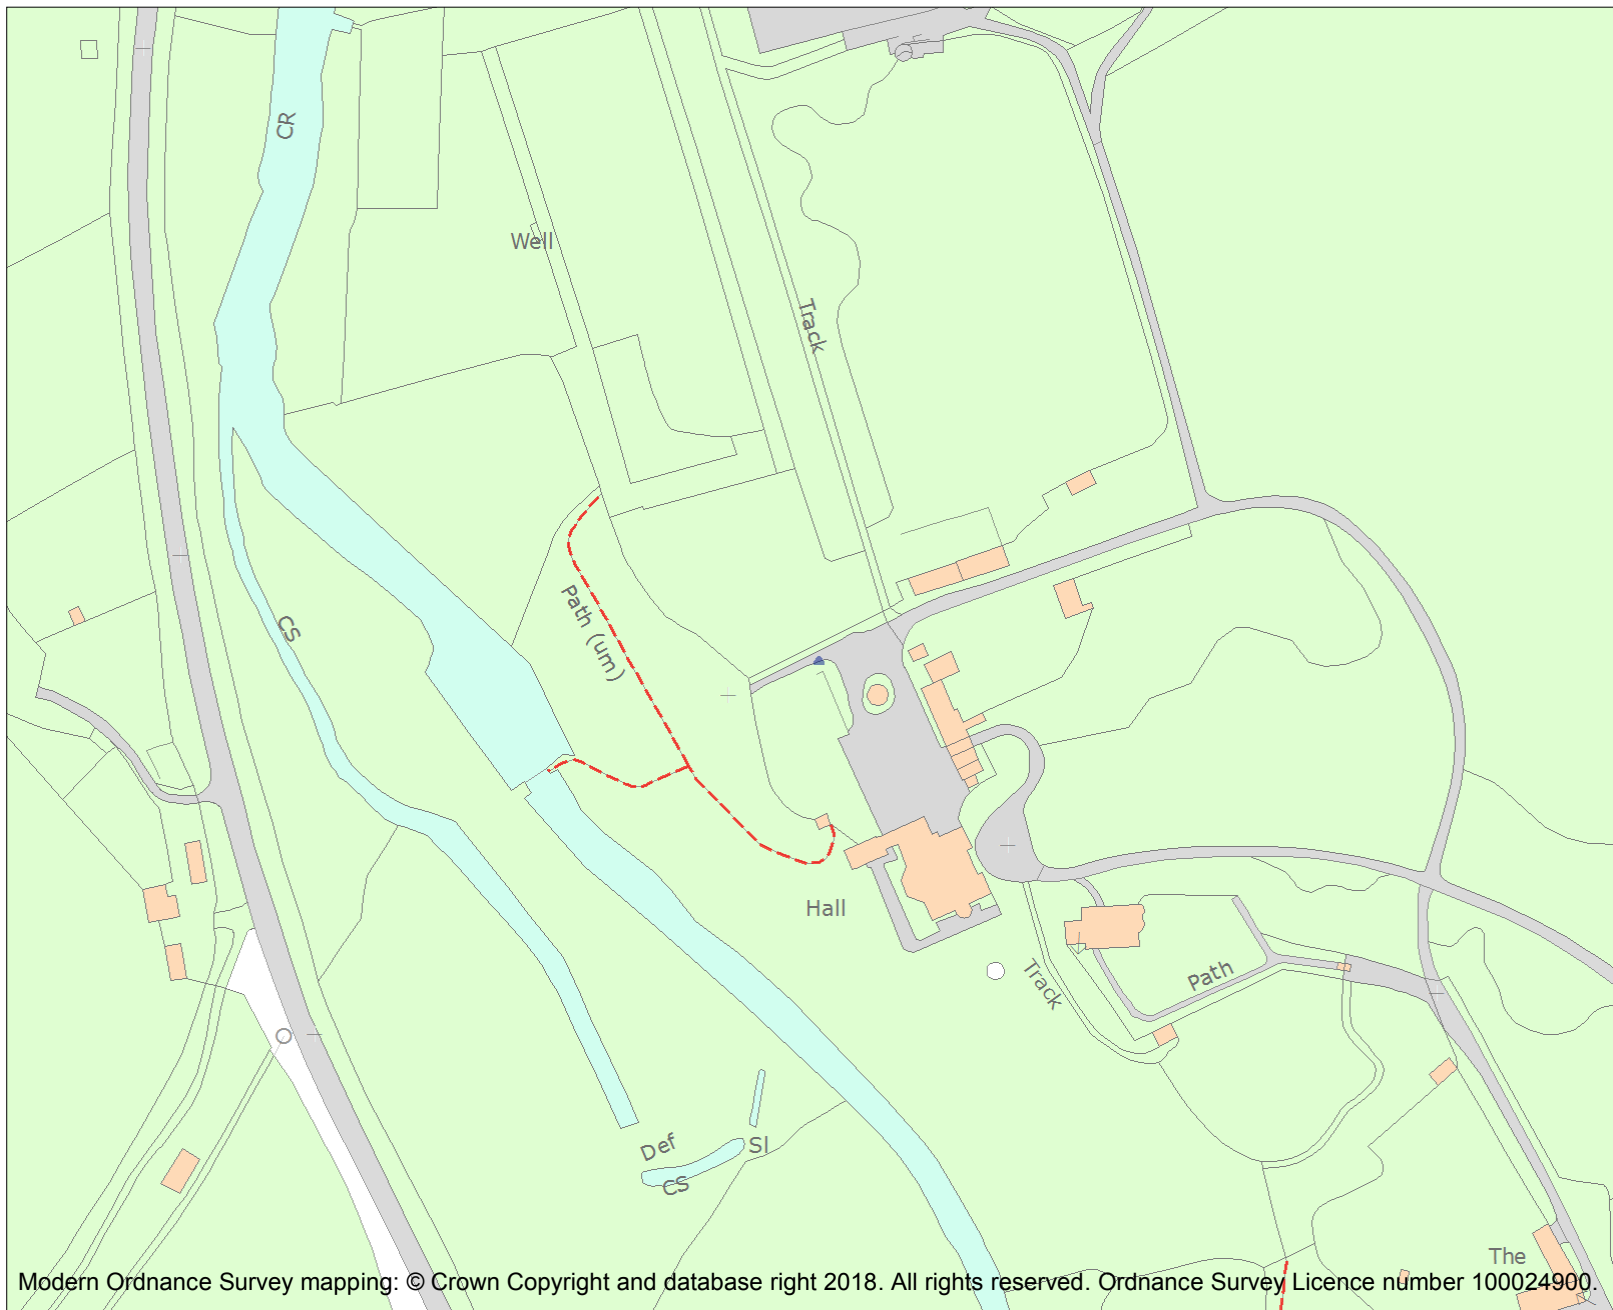 CR
Well
Track
CS
Path (um)
Hall
Track
Path
Def
Sl
CS
The
Modern Ordnance Survey mapping: © Crown Copyright and database right 2018. All rights reserved. Ordnance Survey Licence number 100024900.